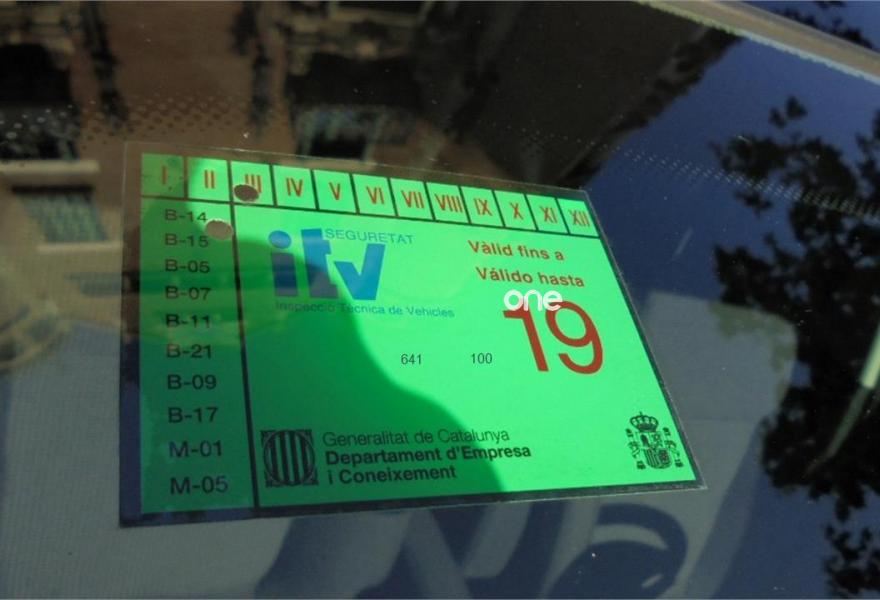 I II III IV V VI VII VIII IX X XI XII
B-14
B-15
B-05
B-07
B-11
B-21
B-09
B-17
M-01
M-05
SEGURETAT
itv
Inspecció Tècnica de Vehicles
Vàlid fins a
Válido hasta
one
19
641 100
Generalitat de Catalunya
Departament d'Empresa
i Coneixement